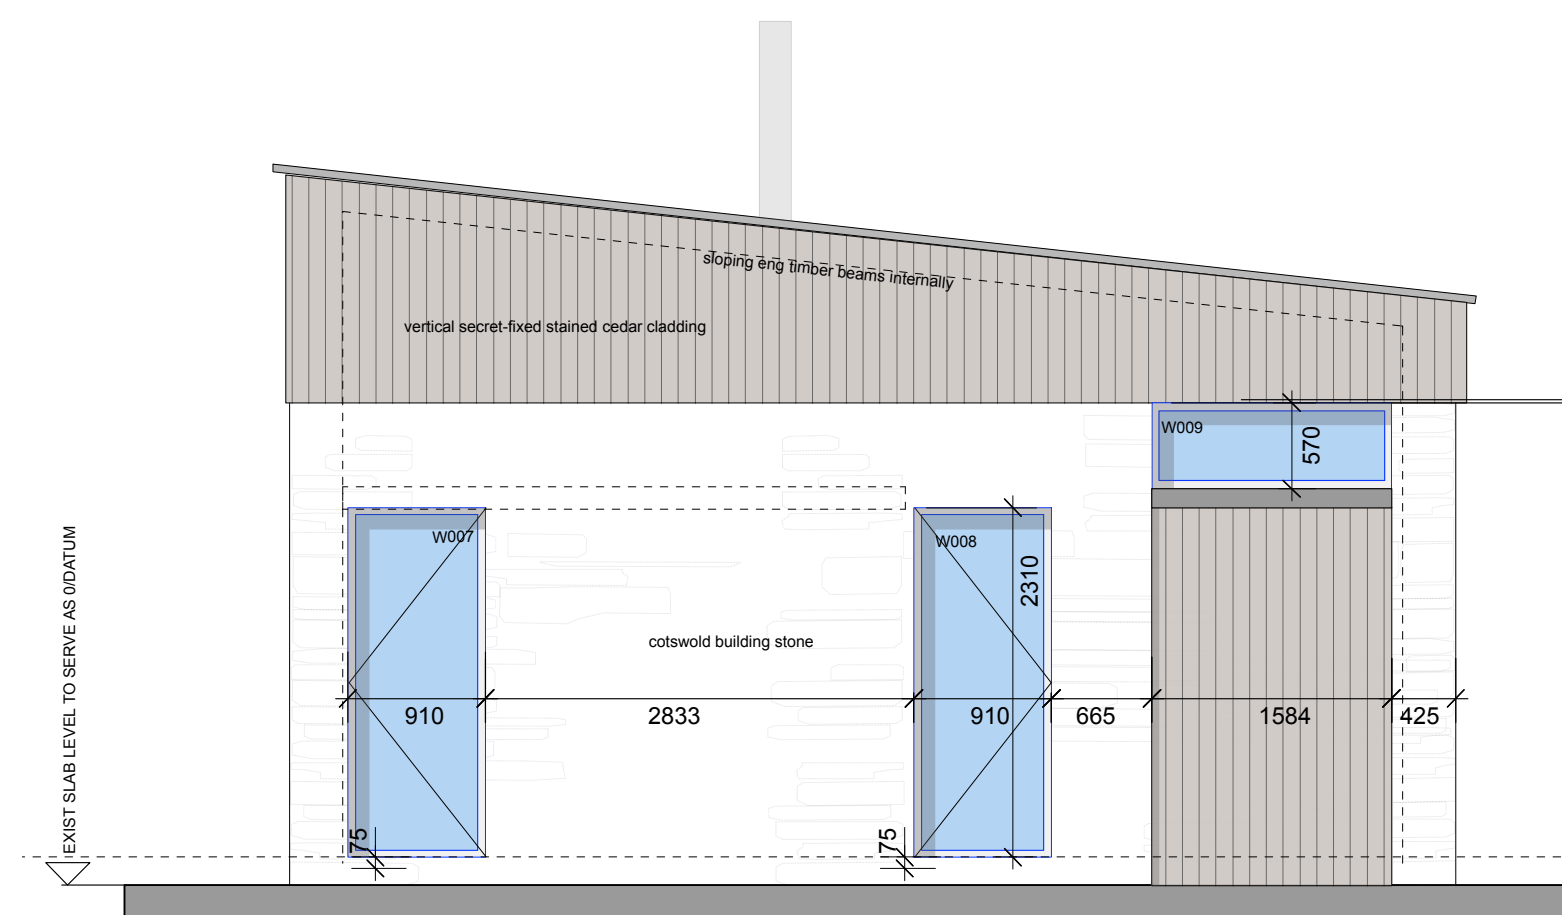 sloping eng timber beams internally
vertical secret-fixed stained cedar cladding
W009
570
W007
W008
2310
EXIST SLAB LEVEL TO SERVE AS 0/DATUM
cotswold building stone
910
2833
910
665
1584
425
75
75